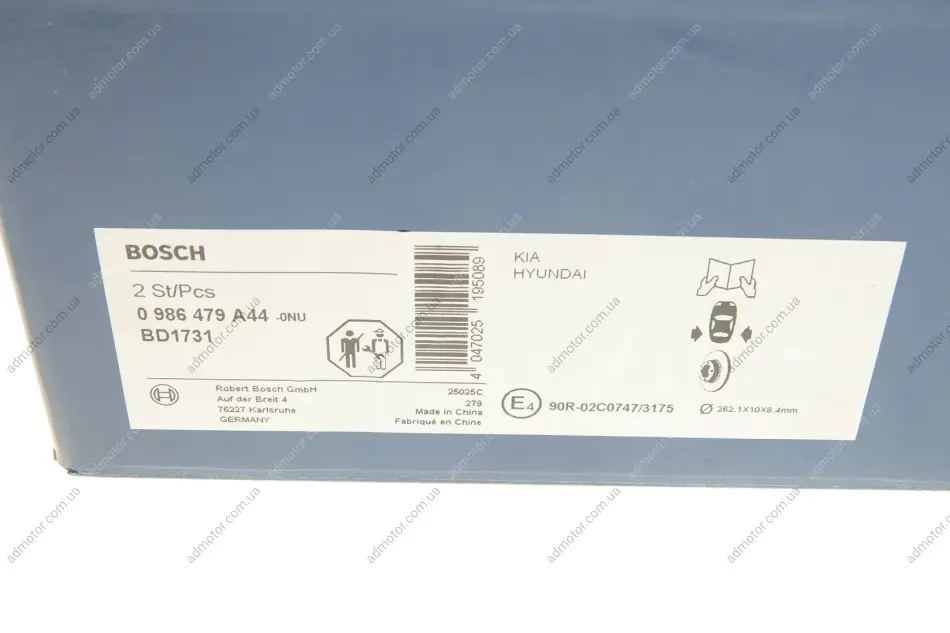 BOSCH
2 St/Pcs
0 986 479 A44 -0NU
BD1731
Robert Bosch GmbH
Auf der Breit 4
76227 Karlsruhe
GERMANY
25025C
279
Made in China
Fabriqué en Chine
4 047025 195089
KIA
HYUNDAI
E4
90R-02C0747/3175
Ø 262.1X10X8.4mm
admotor.com.ua